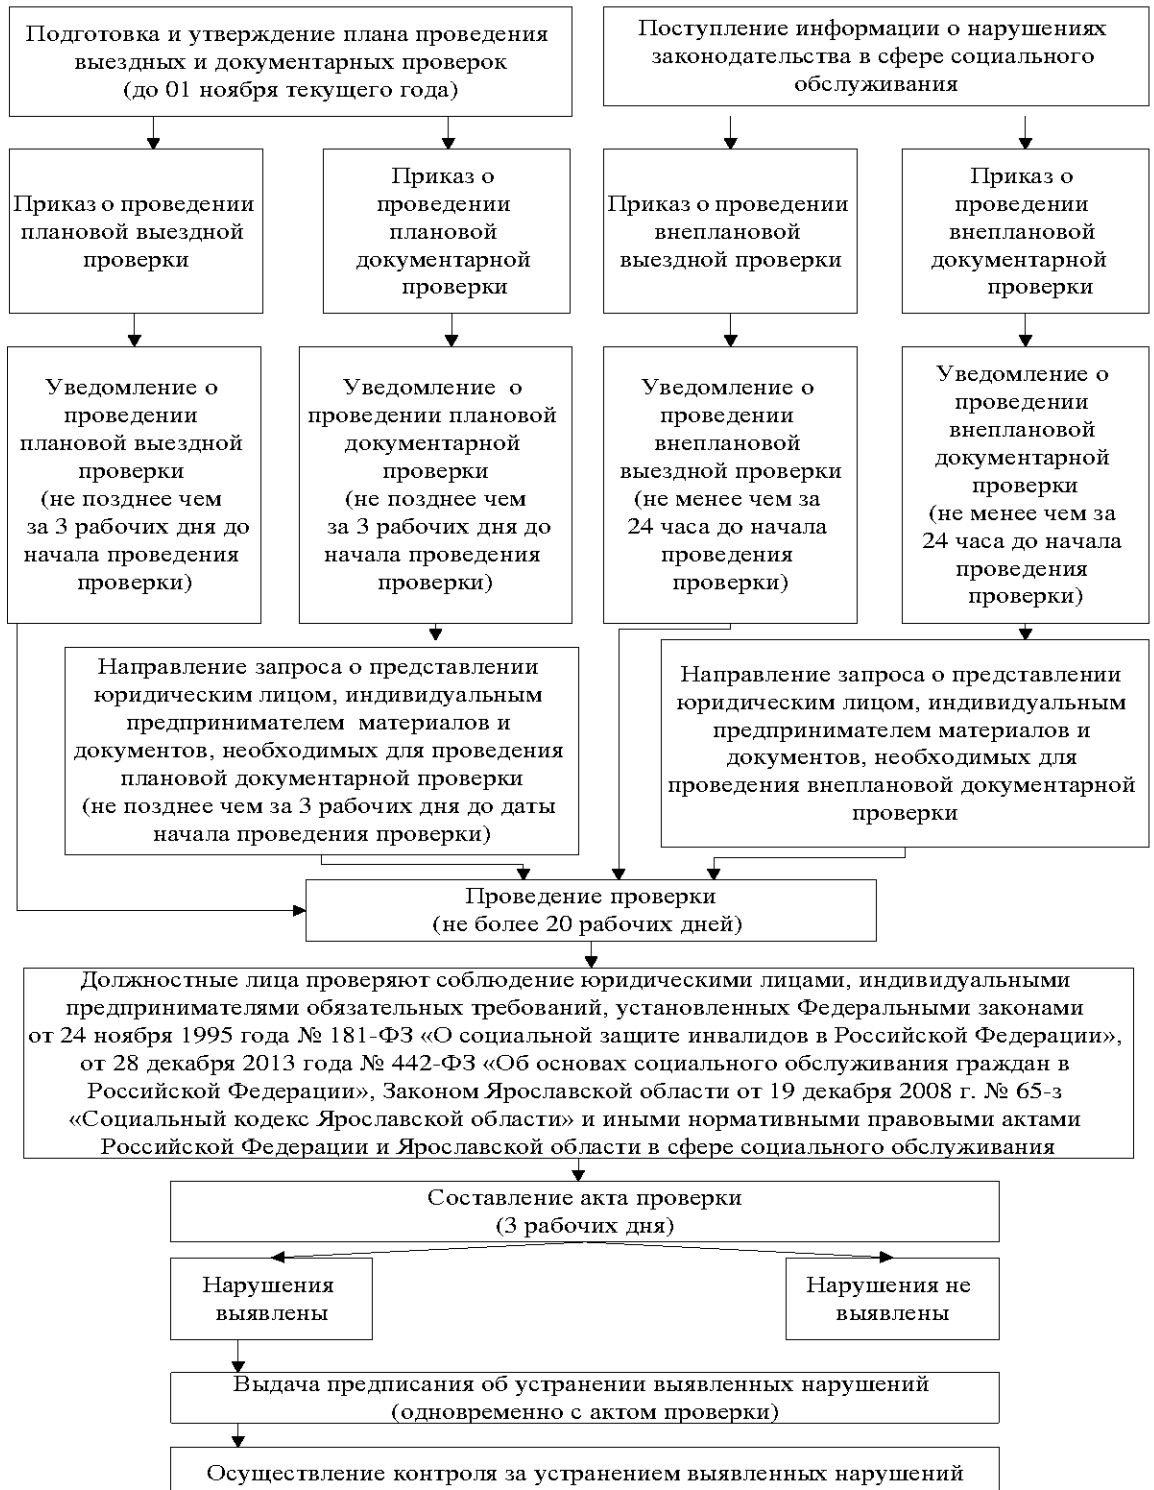 Подготовка и утверждение плана проведения
выездных и документарных проверок
(до 01 ноября текущего года)
Поступление информации о нарушениях
законодательства в сфере социального
обслуживания
Приказ о проведении
плановой выездной
проверки
Приказ о
проведении
плановой
документарной
проверки
Приказ о проведении
внеплановой
выездной проверки
Приказ о
проведении
внеплановой
документарной
проверки
Уведомление о
проведении
плановой выездной
проверки
(не позднее чем
за 3 рабочих дня до
начала проведения
проверки)
Уведомление о
проведении плановой
документарной
проверки
(не позднее чем
за 3 рабочих дня до
начала проведения
проверки)
Уведомление о
проведении
внеплановой
выездной проверки
(не менее чем за
24 часа до начала
проведения
проверки)
Уведомление о
проведении
внеплановой
документарной
проверки
(не менее чем за
24 часа до начала
проведения
проверки)
Направление запроса о представлении
юридическим лицом, индивидуальным
предпринимателем материалов и
документов, необходимых для проведения
плановой документарной проверки
(не позднее чем за 3 рабочих дня до даты
начала проведения проверки)
Направление запроса о представлении
юридическим лицом, индивидуальным
предпринимателем материалов и
документов, необходимых для
проведения внеплановой документарной
проверки
Проведение проверки
(не более 20 рабочих дней)
Должностные лица проверяют соблюдение юридическими лицами, индивидуальными
предпринимателями обязательных требований, установленных Федеральными законами
от 24 ноября 1995 года № 181-ФЗ «О социальной защите инвалидов в Российской Федерации»,
от 28 декабря 2013 года № 442-ФЗ «Об основах социального обслуживания граждан в
Российской Федерации», Законом Ярославской области от 19 декабря 2008 г. № 65-з
«Социальный кодекс Ярославской области» и иными нормативными правовыми актами
Российской Федерации и Ярославской области в сфере социального обслуживания
Составление акта проверки
(3 рабочих дня)
Нарушения
выявлены
Нарушения не
выявлены
Выдача предписания об устранении выявленных нарушений
(одновременно с актом проверки)
Осуществление контроля за устранением выявленных нарушений